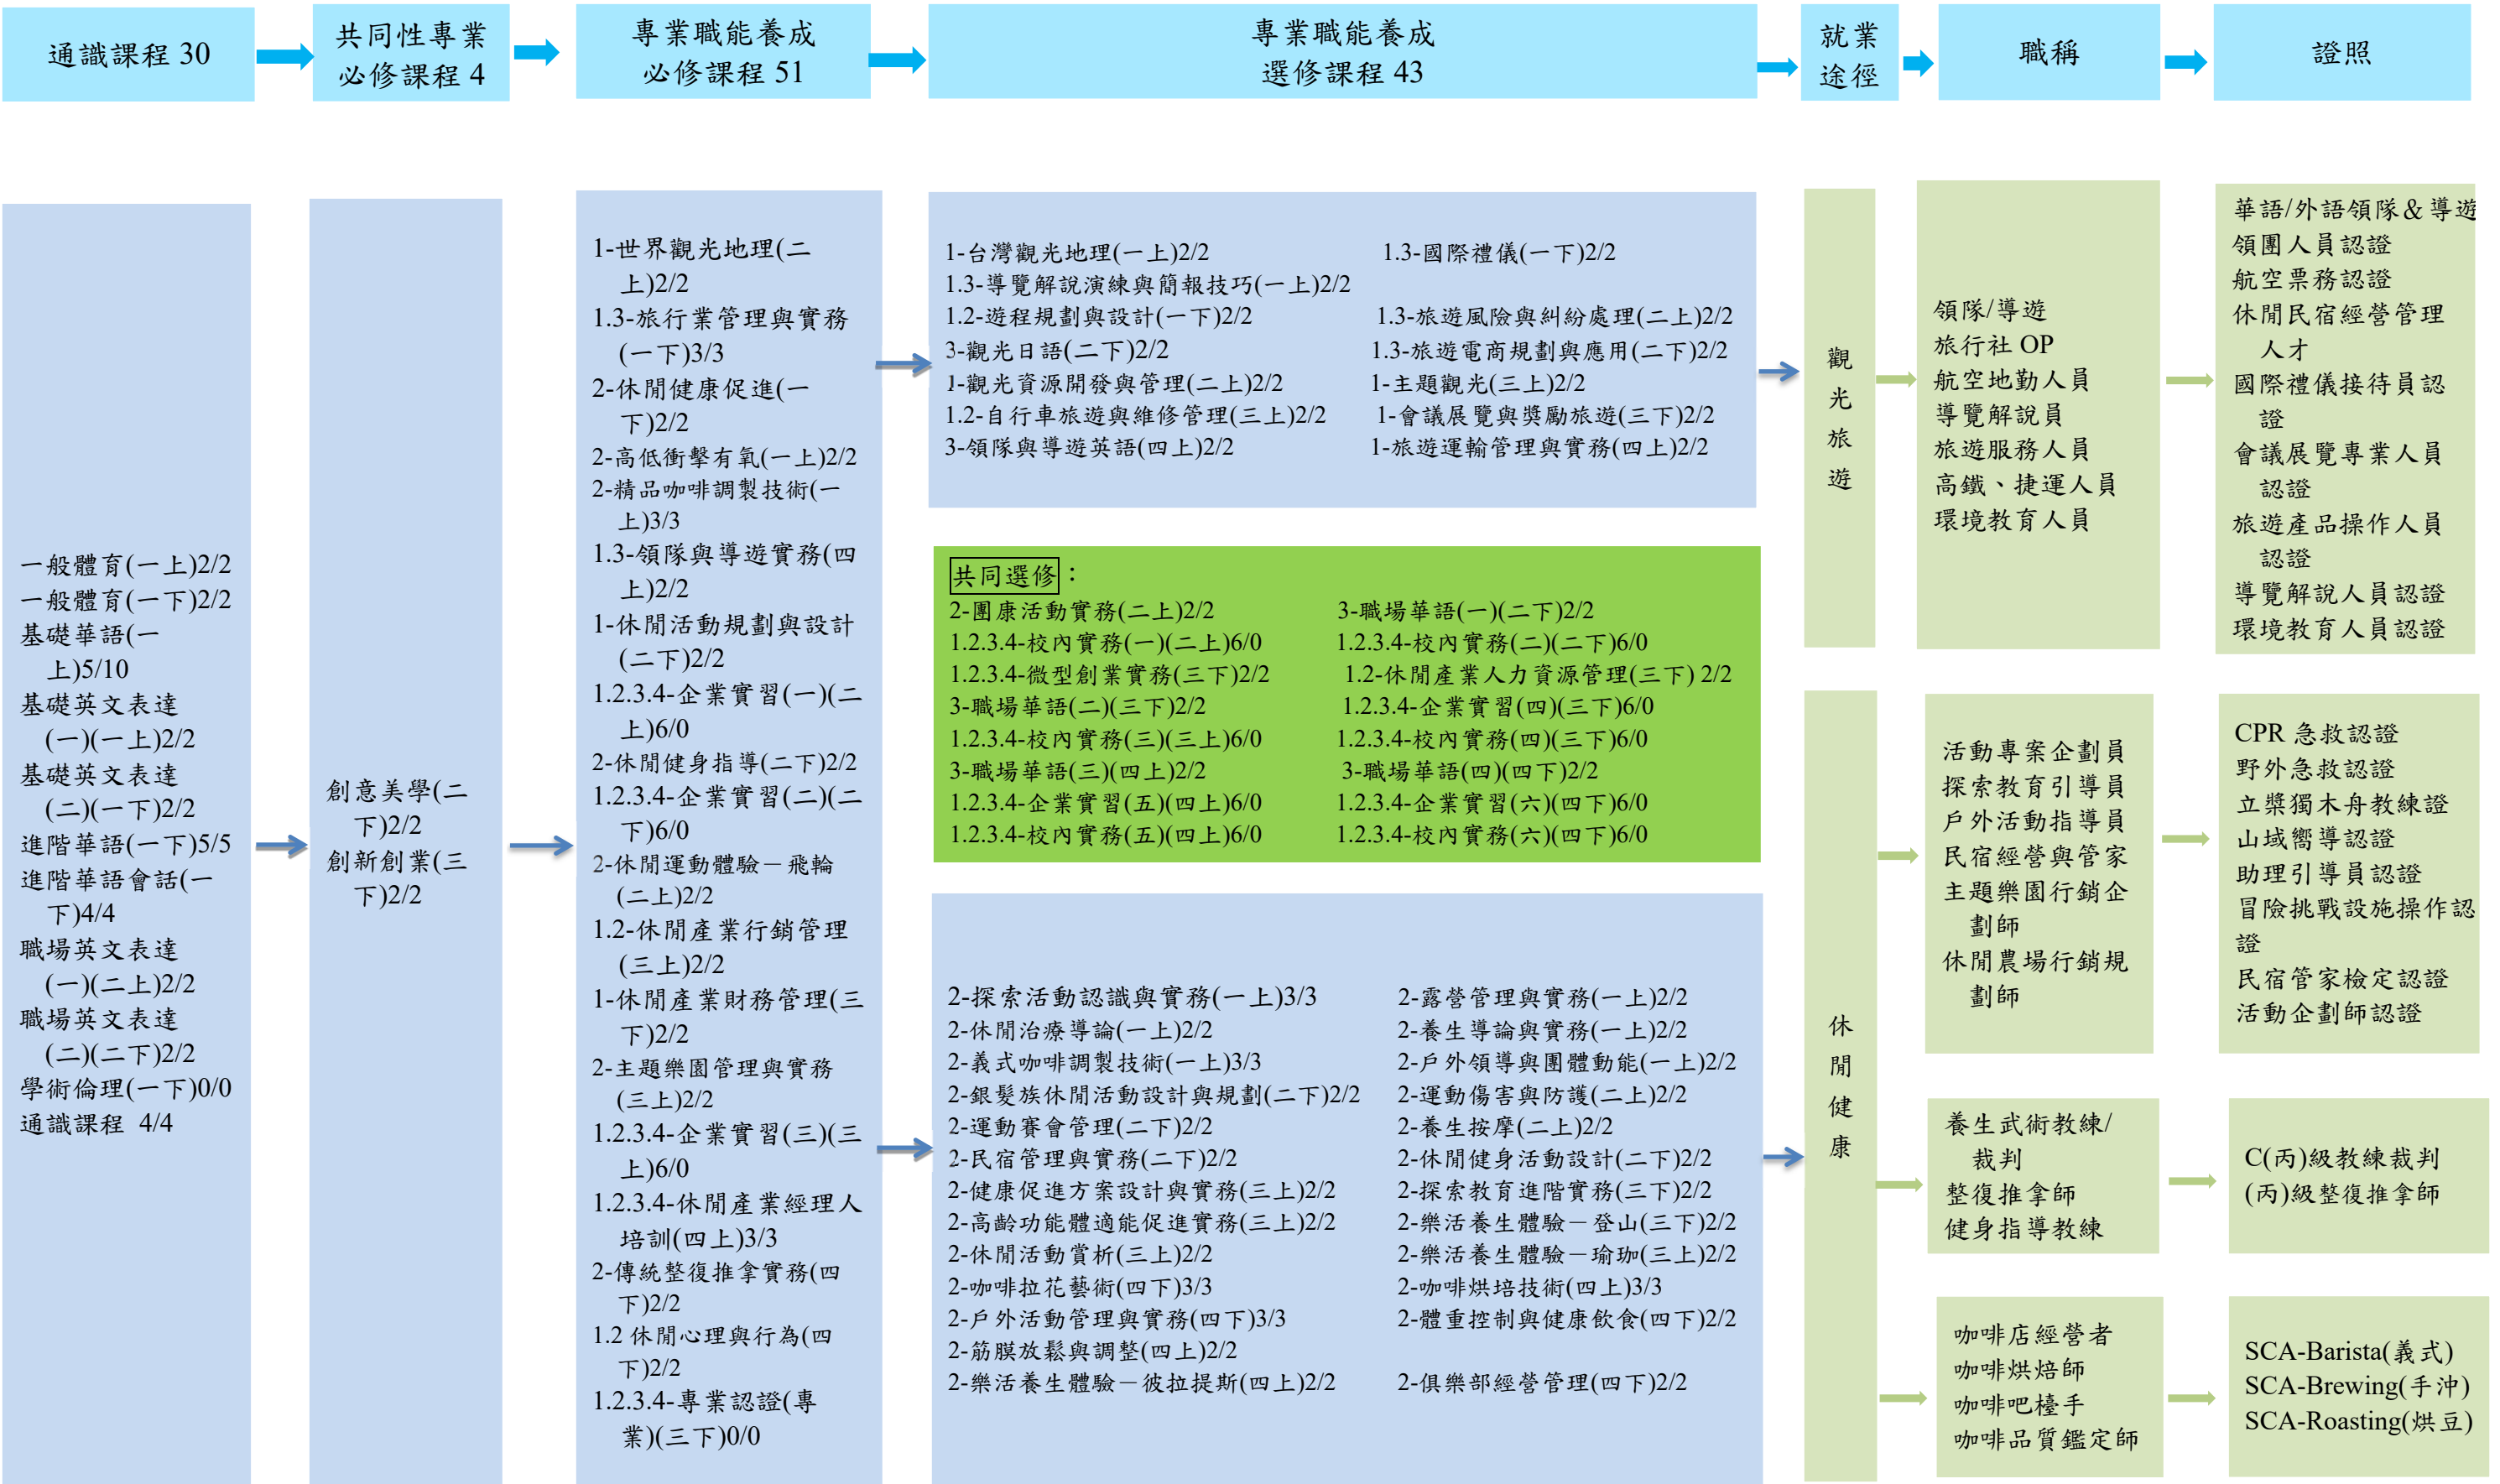 通識課程 30
共同性專業
必修課程 4
專業職能養成
必修課程 51
專業職能養成
選修課程 43
就業
途徑
職稱
證照
一般體育(一上)2/2
一般體育(一下)2/2
基礎華語(一
上)5/10
基礎英文表達
(一)(一上)2/2
基礎英文表達
(二)(一下)2/2
進階華語(一下)5/5
進階華語會話(一
下)4/4
職場英文表達
(一)(二上)2/2
職場英文表達
(二)(二下)2/2
學術倫理(一下)0/0
通識課程 4/4
創意美學(二
下)2/2
創新創業(三
下)2/2
1-世界觀光地理(二
上)2/2
1.3-旅行業管理與實務
(一下)3/3
2-休閒健康促進(一
下)2/2
2-高低衝擊有氧(一上)2/2
2-精品咖啡調製技術(一
上)3/3
1.3-領隊與導遊實務(四
上)2/2
1-休閒活動規劃與設計
(二下)2/2
1.2.3.4-企業實習(一)(二
上)6/0
2-休閒健身指導(二下)2/2
1.2.3.4-企業實習(二)(二
下)6/0
2-休閒運動體驗－飛輪
(二上)2/2
1.2-休閒產業行銷管理
(三上)2/2
1-休閒產業財務管理(三
下)2/2
2-主題樂園管理與實務
(三上)2/2
1.2.3.4-企業實習(三)(三
上)6/0
1.2.3.4-休閒產業經理人
培訓(四上)3/3
2-傳統整復推拿實務(四
下)2/2
1.2 休閒心理與行為(四
下)2/2
1.2.3.4-專業認證(專
業)(三下)0/0
1-台灣觀光地理(一上)2/2 1.3-國際禮儀(一下)2/2
1.3-導覽解說演練與簡報技巧(一上)2/2
1.2-遊程規劃與設計(一下)2/2 1.3-旅遊風險與糾紛處理(二上)2/2
3-觀光日語(二下)2/2 1.3-旅遊電商規劃與應用(二下)2/2
1-觀光資源開發與管理(二上)2/2 1-主題觀光(三上)2/2
1.2-自行車旅遊與維修管理(三上)2/2 1-會議展覽與獎勵旅遊(三下)2/2
3-領隊與導遊英語(四上)2/2 1-旅遊運輸管理與實務(四上)2/2
共同選修：
2-團康活動實務(二上)2/2 3-職場華語(一)(二下)2/2
1.2.3.4-校內實務(一)(二上)6/0 1.2.3.4-校內實務(二)(二下)6/0
1.2.3.4-微型創業實務(三下)2/2 1.2-休閒產業人力資源管理(三下) 2/2
3-職場華語(二)(三下)2/2 1.2.3.4-企業實習(四)(三下)6/0
1.2.3.4-校內實務(三)(三上)6/0 1.2.3.4-校內實務(四)(三下)6/0
3-職場華語(三)(四上)2/2 3-職場華語(四)(四下)2/2
1.2.3.4-企業實習(五)(四上)6/0 1.2.3.4-企業實習(六)(四下)6/0
1.2.3.4-校內實務(五)(四上)6/0 1.2.3.4-校內實務(六)(四下)6/0
2-探索活動認識與實務(一上)3/3 2-露營管理與實務(一上)2/2
2-休閒治療導論(一上)2/2 2-養生導論與實務(一上)2/2
2-義式咖啡調製技術(一上)3/3 2-戶外領導與團體動能(一上)2/2
2-銀髮族休閒活動設計與規劃(二下)2/2 2-運動傷害與防護(二上)2/2
2-運動賽會管理(二下)2/2 2-養生按摩(二上)2/2
2-民宿管理與實務(二下)2/2 2-休閒健身活動設計(二下)2/2
2-健康促進方案設計與實務(三上)2/2 2-探索教育進階實務(三下)2/2
2-高齡功能體適能促進實務(三上)2/2 2-樂活養生體驗－登山(三下)2/2
2-休閒活動賞析(三上)2/2 2-樂活養生體驗－瑜珈(三上)2/2
2-咖啡拉花藝術(四下)3/3 2-咖啡烘培技術(四上)3/3
2-戶外活動管理與實務(四下)3/3 2-體重控制與健康飲食(四下)2/2
2-筋膜放鬆與調整(四上)2/2
2-樂活養生體驗－彼拉提斯(四上)2/2 2-俱樂部經營管理(四下)2/2
觀
光
旅
遊
領隊/導遊
旅行社 OP
航空地勤人員
導覽解說員
旅遊服務人員
高鐵、捷運人員
環境教育人員
華語/外語領隊＆導遊
領團人員認證
航空票務認證
休閒民宿經營管理
人才
國際禮儀接待員認
證
會議展覽專業人員
認證
旅遊產品操作人員
認證
導覽解說人員認證
環境教育人員認證
休
閒
健
康
活動專案企劃員
探索教育引導員
戶外活動指導員
民宿經營與管家
主題樂園行銷企
劃師
休閒農場行銷規
劃師
CPR 急救認證
野外急救認證
立槳獨木舟教練證
山域嚮導認證
助理引導員認證
冒險挑戰設施操作認
證
民宿管家檢定認證
活動企劃師認證
養生武術教練/
裁判
整復推拿師
健身指導教練
C(丙)級教練裁判
(丙)級整復推拿師
咖啡店經營者
咖啡烘焙師
咖啡吧檯手
咖啡品質鑑定師
SCA-Barista(義式)
SCA-Brewing(手沖)
SCA-Roasting(烘豆)